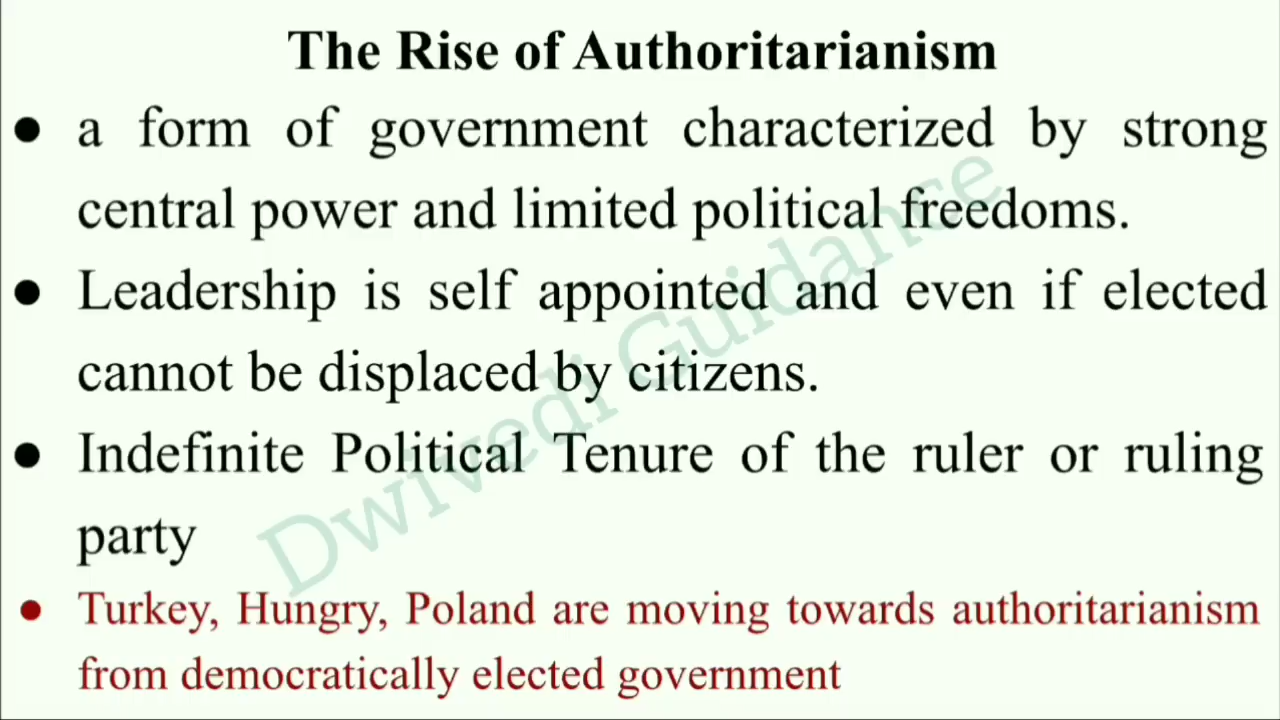 The Rise of Authoritarianism
● a form of government characterized by strong
central power and limited political freedoms.
● Leadership is self appointed and even if elected
cannot be displaced by citizens.
● Indefinite Political Tenure of the ruler or ruling
party
● Turkey, Hungry, Poland are moving towards authoritarianism
from democratically elected government
Dwivedi Guidance